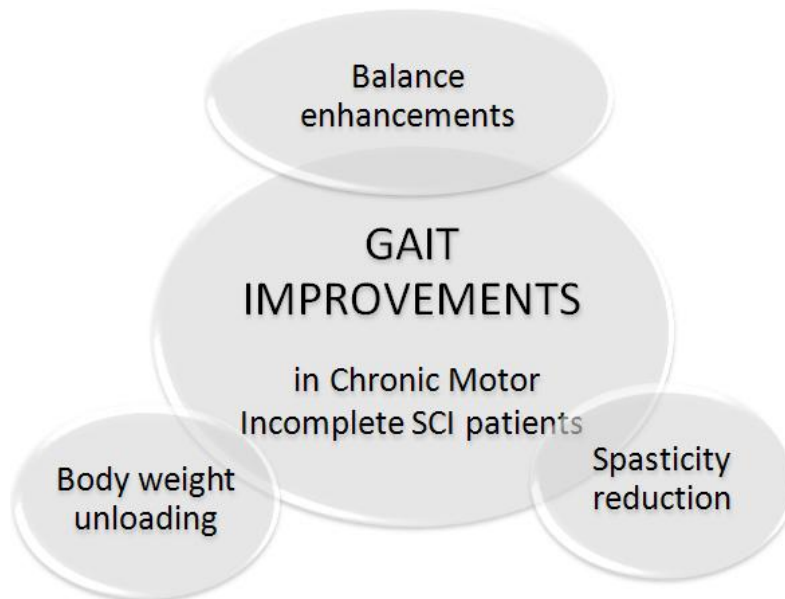 Balance
enhancements
GAIT
IMPROVEMENTS
in Chronic Motor
Incomplete SCI patients
Body weight
unloading
Spasticity
reduction